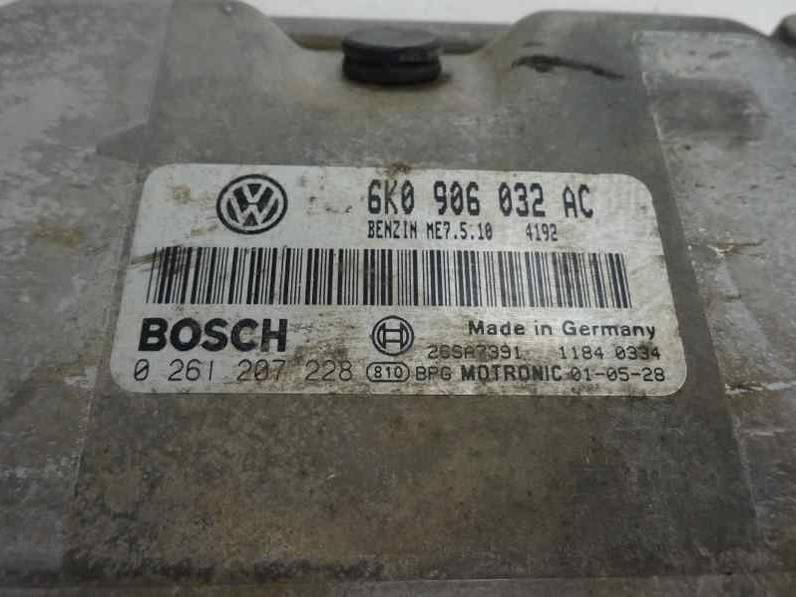 6K0 906 032 AC
BENZIN ME7.5.10 4192
BOSCH Made in Germany
26SA7391 1184 0334
0 261 207 228 810 BPG MOTRONIC 01-05-28